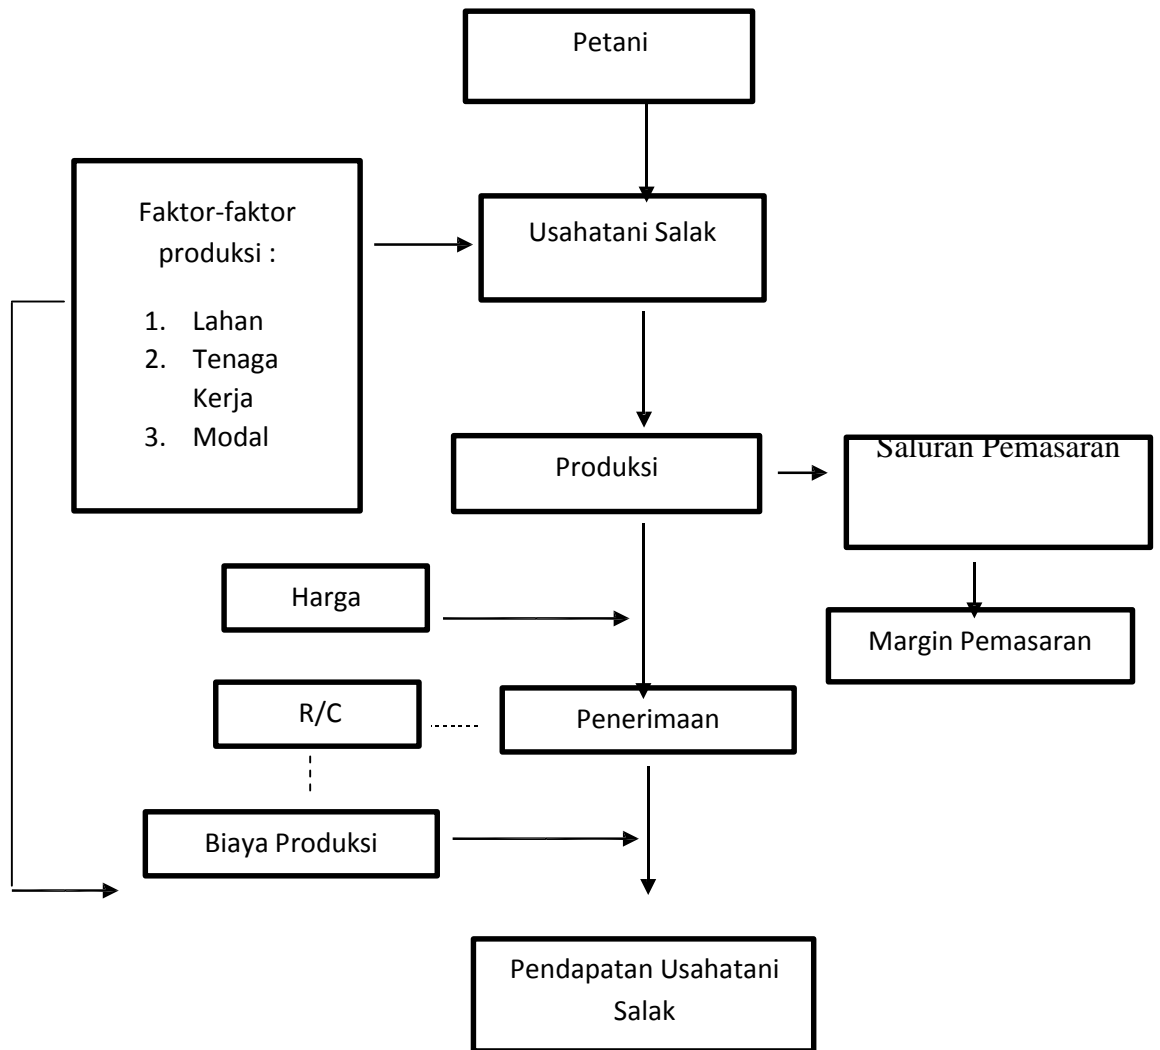 Petani
Faktor-faktor
produksi :
1. Lahan
2. Tenaga
Kerja
3. Modal
Usahatani Salak
Produksi
Saluran Pemasaran
Harga
Margin Pemasaran
R/C
Penerimaan
Biaya Produksi
Pendapatan Usahatani
Salak